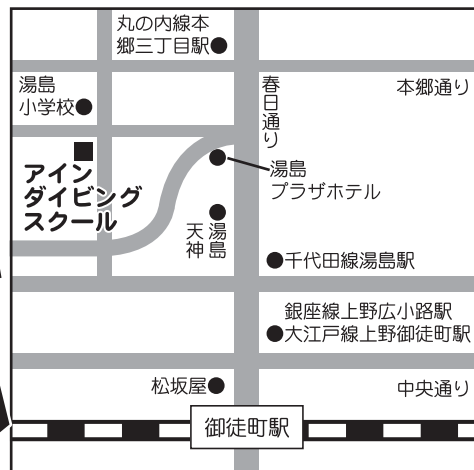 丸の内線本
郷三丁目駅●
湯島
小学校●
春日通り
本郷通り
■
アイン
ダイビング
スクール
●湯島
プラザホテル
●
湯島
天神
●千代田線湯島駅
銀座線上野広小路駅
●大江戸線上野御徒町駅
松坂屋●
中央通り
御徒町駅